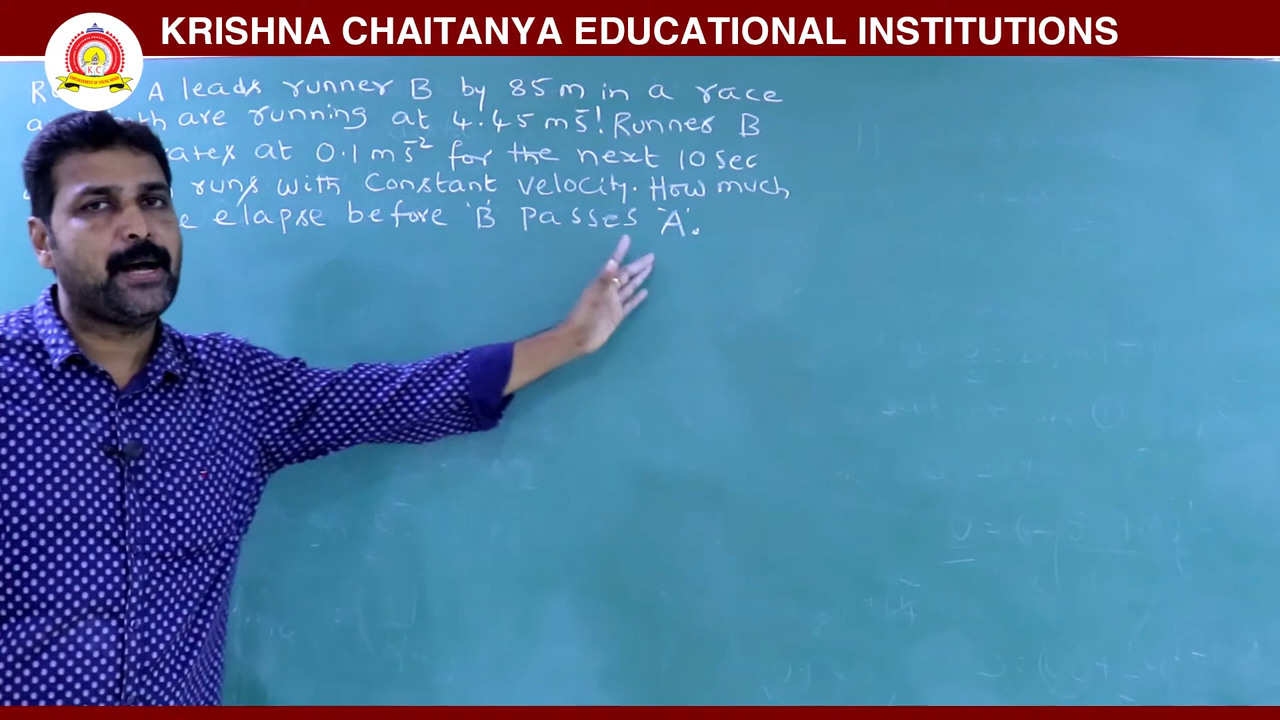 KRISHNA CHAITANYA EDUCATIONAL INSTITUTIONS
K.C
A leads runner B by 85 m in a race
are running at 4.45 ms⁻¹. Runner B
at 0.1 ms⁻² for the next 10 sec
runs with Constant velocity. How much
elapse before 'B' passes 'A'.